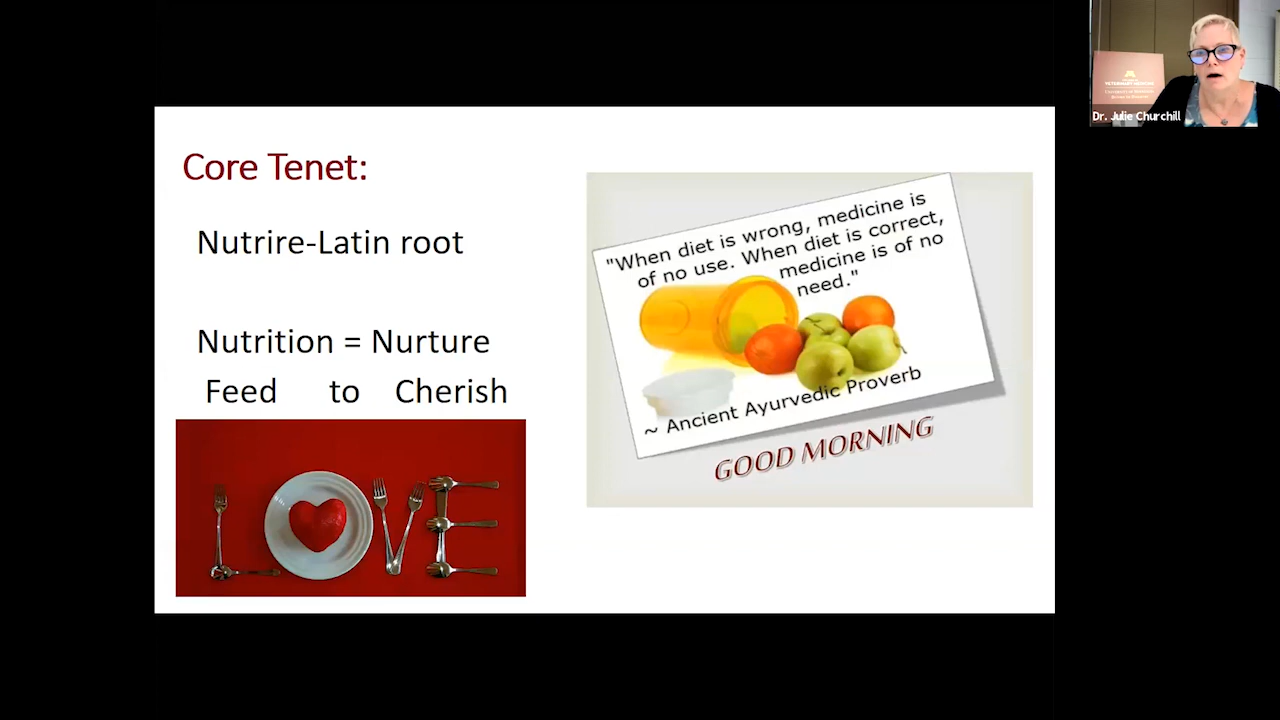 Core Tenet:
Nutrire-Latin root
Nutrition = Nurture
Feed to Cherish
"When diet is wrong, medicine is
of no use. When diet is correct,
medicine is of no
need."
~ Ancient Ayurvedic Proverb
GOOD MORNING
Dr. Julie Churchill